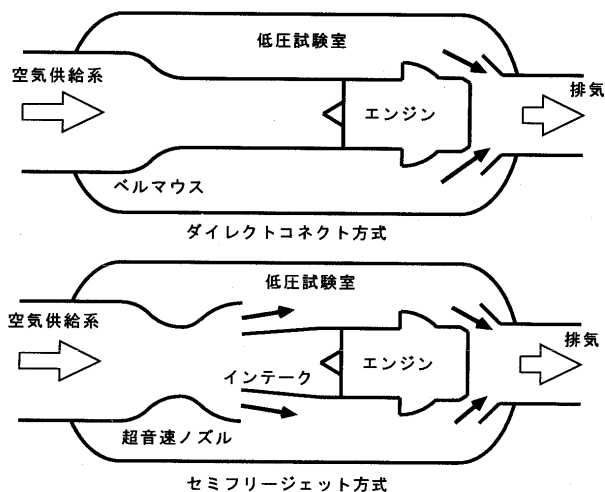 低圧試験室
空気供給系
エンジン
排気
ベルマウス
ダイレクトコネクト方式
低圧試験室
空気供給系
エンジン
排気
インテーク
超音速ノズル
セミフリージェット方式